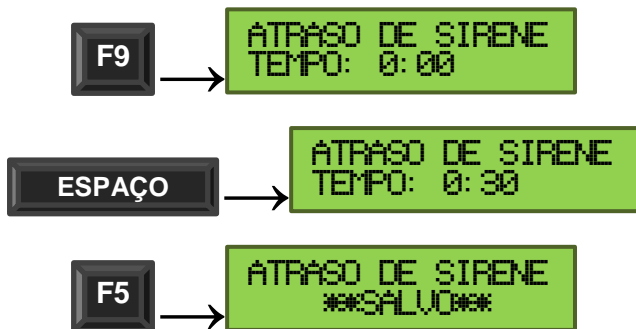 F9
ATRASO DE SIRENE
TEMPO: 0:00
ESPAÇO
ATRASO DE SIRENE
TEMPO: 0:30
F5
ATRASO DE SIRENE
**SALVO**